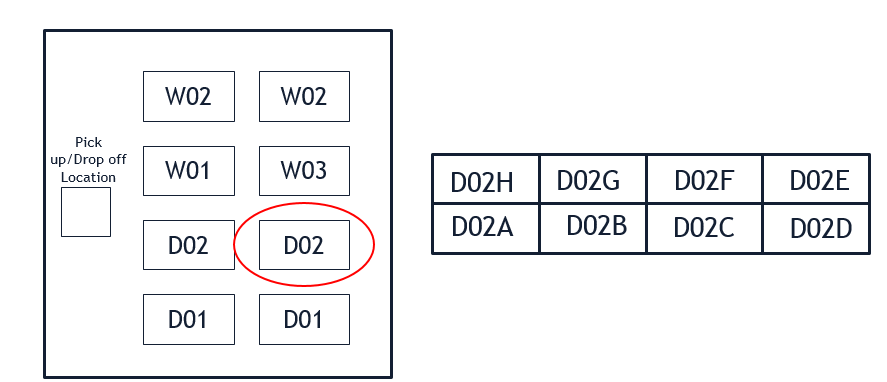 W02 W02
Pick
up/Drop off
Location
W01 W03
D02 D02
D01 D01
D02H D02G D02F D02E
D02A D02B D02C D02D